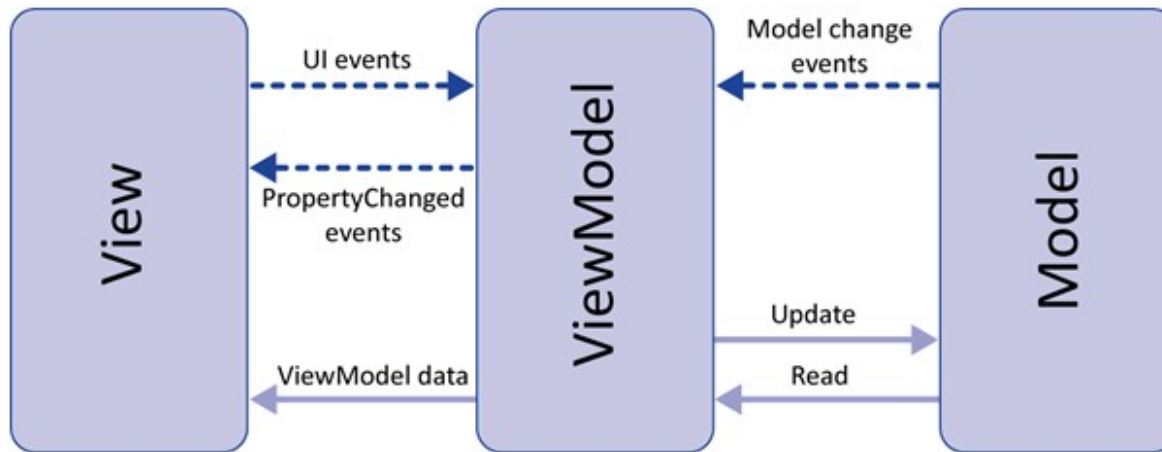 View
UI events
PropertyChanged
events
ViewModel data
ViewModel
Model change
events
Update
Read
Model